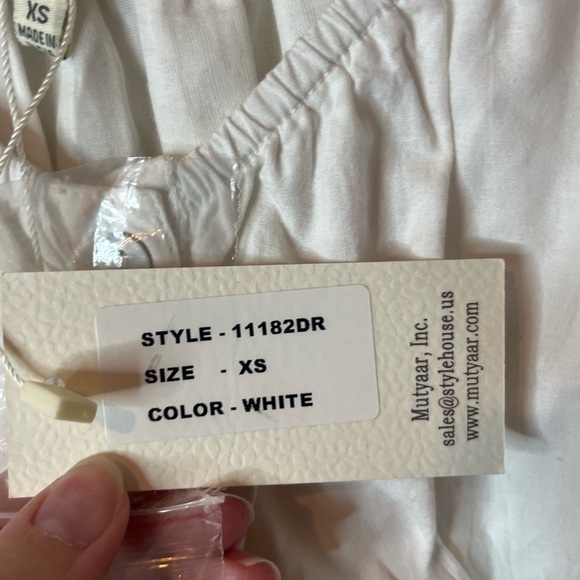 XS
MADE IN
STYLE - 11182DR
SIZE - XS
COLOR - WHITE
Mutyaar, Inc.
sales@stylehouse.us
www.mutyaar.com